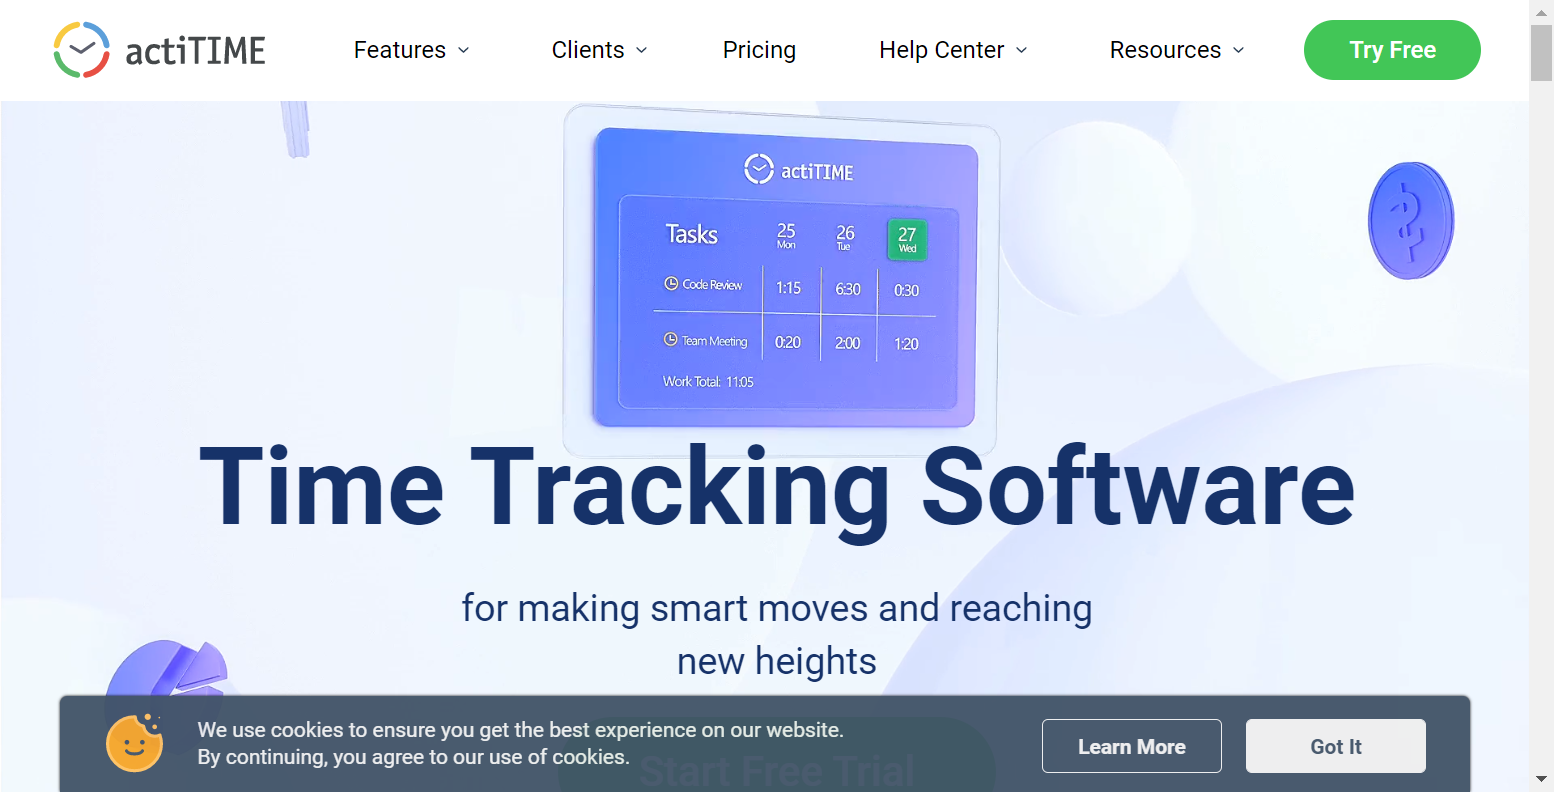 actiTIME
Features
Clients
Pricing
Help Center
Resources
Try Free
actiTIME
Tasks
25
Mon
26
Tue
27
Wed
Code Review
1:15
6:30
0:30
Team Meeting
0:20
2:00
1:20
Work Total: 11:05
Time Tracking Software
for making smart moves and reaching
new heights
We use cookies to ensure you get the best experience on our website.
By continuing, you agree to our use of cookies.
Learn More
Got It
Start Free Trial